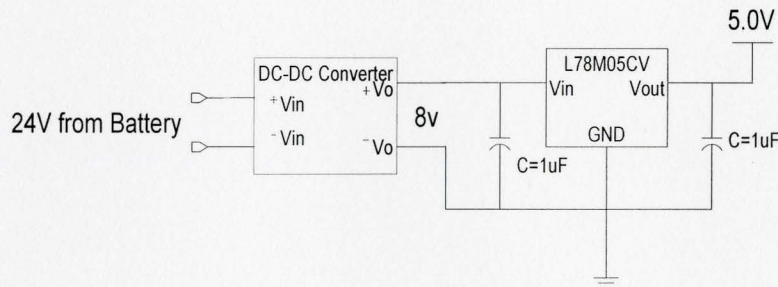 5.0V
DC-DC Converter
L78M05CV
+Vo
Vin
Vout
+Vin
24V from Battery
8v
-Vin
-Vo
GND
C=1uF
C=1uF